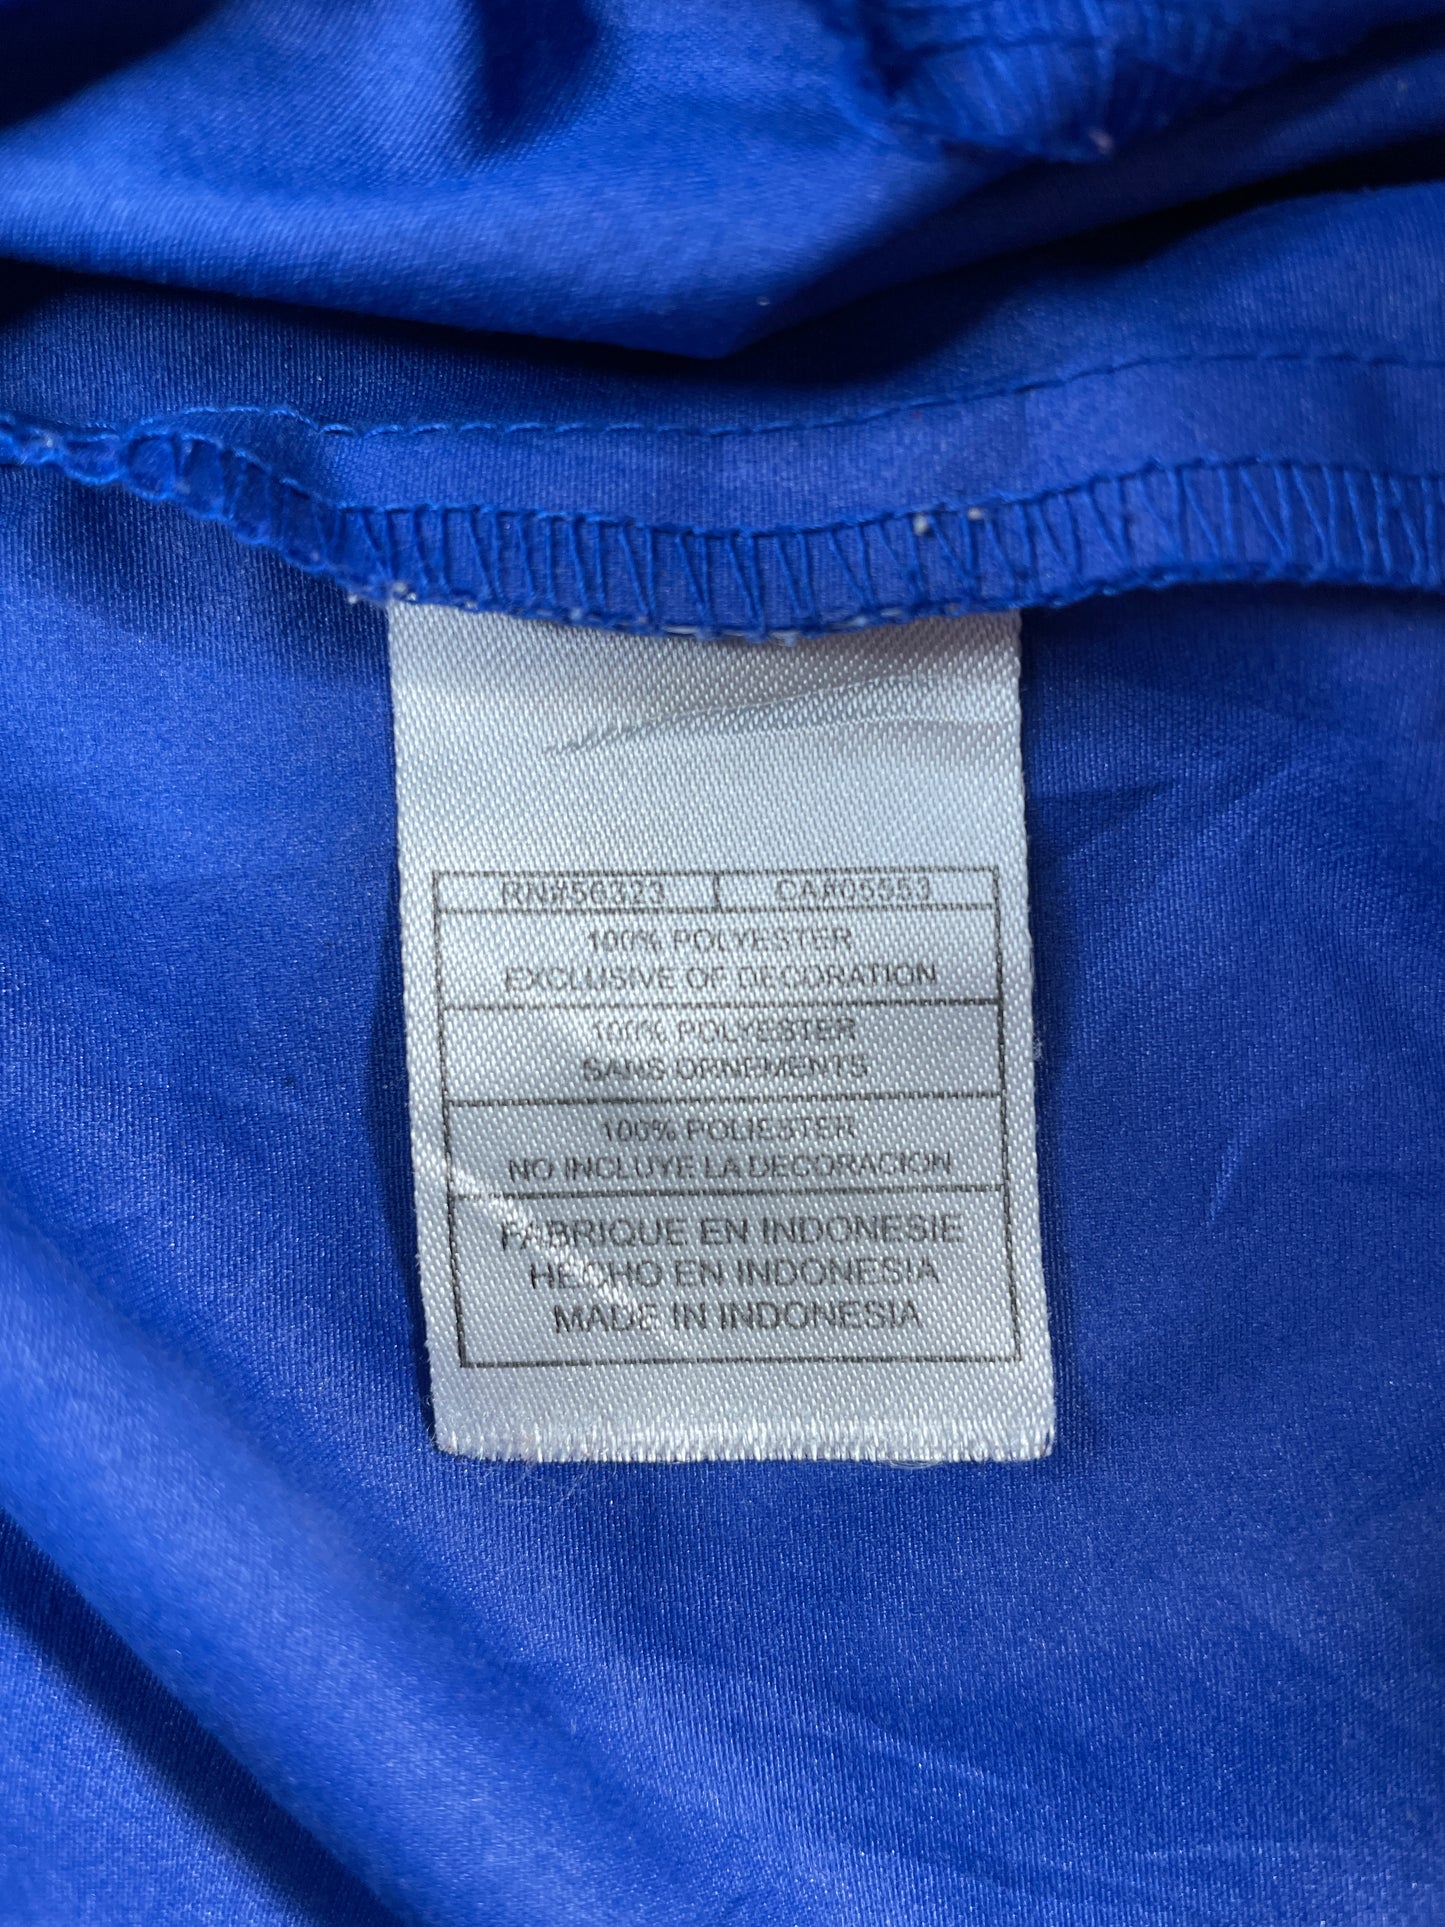 RN#56323 CA#05553
100% POLYESTER
EXCLUSIVE OF DECORATION
100% POLYESTER
SANS ORNEMENTS
100% POLIESTER
NO INCLUYE LA DECORACION
FABRIQUE EN INDONESIE
HECHO EN INDONESIA
MADE IN INDONESIA